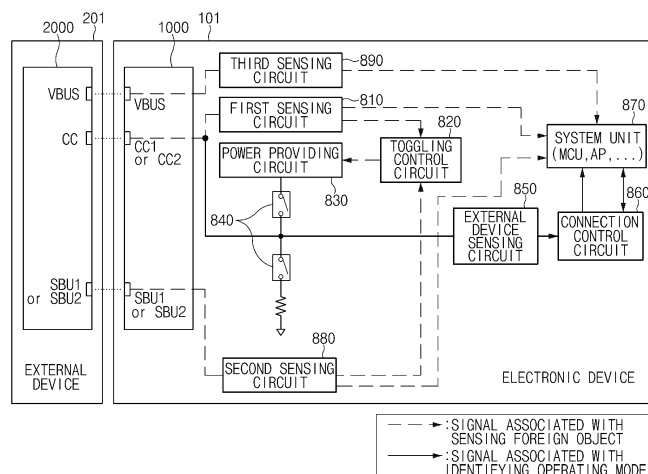 201
2000
1000
101
VBUS
VBUS
THIRD SENSING
CIRCUIT
890
CC
CC1
or CC2
FIRST SENSING
CIRCUIT
810
POWER PROVIDING
CIRCUIT
830
820
TOGGLING
CONTROL
CIRCUIT
870
SYSTEM UNIT
(MCU,AP,...)
840
850
EXTERNAL
DEVICE
SENSING
CIRCUIT
860
CONNECTION
CONTROL
CIRCUIT
SBU1
or SBU2
SBU1
or SBU2
880
SECOND SENSING
CIRCUIT
EXTERNAL
DEVICE
ELECTRONIC DEVICE
:SIGNAL ASSOCIATED WITH
SENSING FOREIGN OBJECT
:SIGNAL ASSOCIATED WITH
IDENTIFYING OPERATING MODE